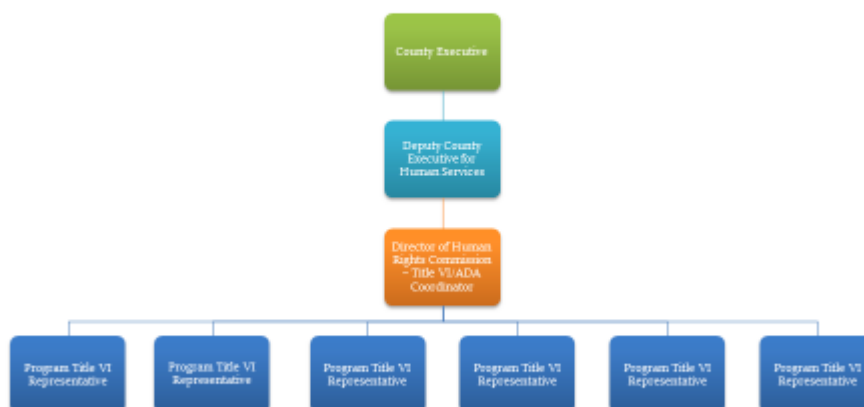 County Executive
Deputy County
Executive for
Human Services
Director of Human
Rights Commission
– Title VI/ADA
Coordinator
Program Title VI
Representative
Program Title VI
Representative
Program Title VI
Representative
Program Title VI
Representative
Program Title VI
Representative
Program Title VI
Representative